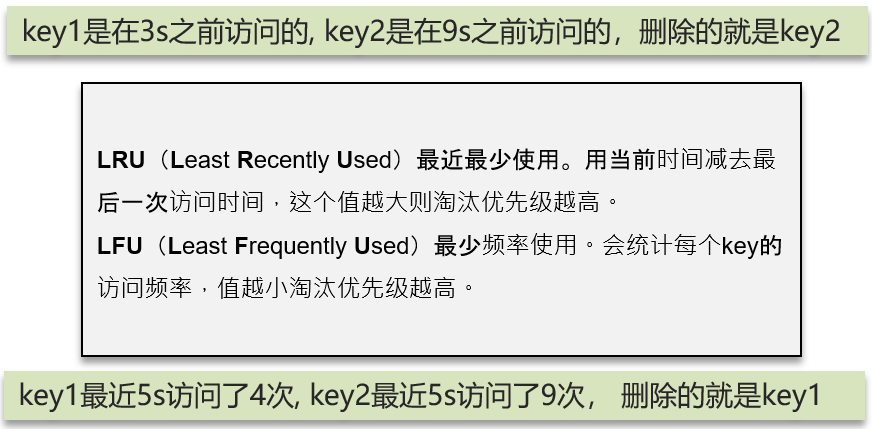 key1是在3s之前访问的, key2是在9s之前访问的，删除的就是key2
LRU（Least Recently Used）最近最少使用。用当前时间减去最
后一次访问时间，这个值越大则淘汰优先级越高。
LFU（Least Frequently Used）最少频率使用。会统计每个key的
访问频率，值越小淘汰优先级越高。
key1最近5s访问了4次, key2最近5s访问了9次， 删除的就是key1